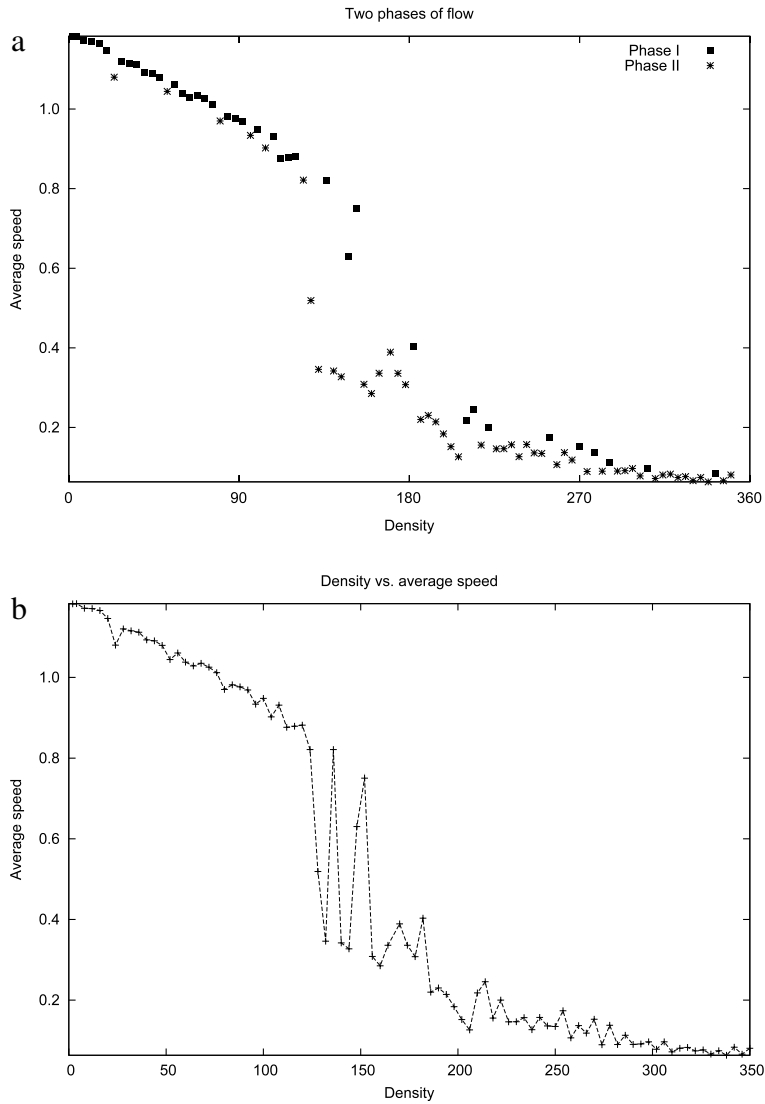 a
Two phases of flow
Phase I
Phase II
1.0
0.8
0.6
0.4
0.2
Average speed
0 90 180 270 360
Density
b
Density vs. average speed
1.0
0.8
0.6
0.4
0.2
Average speed
0 50 100 150 200 250 300 350
Density